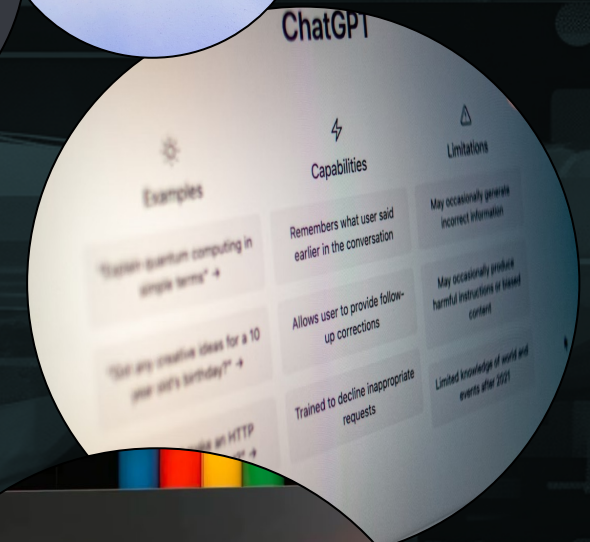 ChatGPT
Examples
"Explain quantum computing in
simple terms" →
"Got any creative ideas for a 10
year old's birthday?" →
an HTTP
Capabilities
Remembers what user said
earlier in the conversation
Allows user to provide follow-
up corrections
Trained to decline inappropriate
requests
Limitations
May occasionally generate
incorrect information
May occasionally produce
harmful instructions or biased
content
Limited knowledge of world and
events after 2021